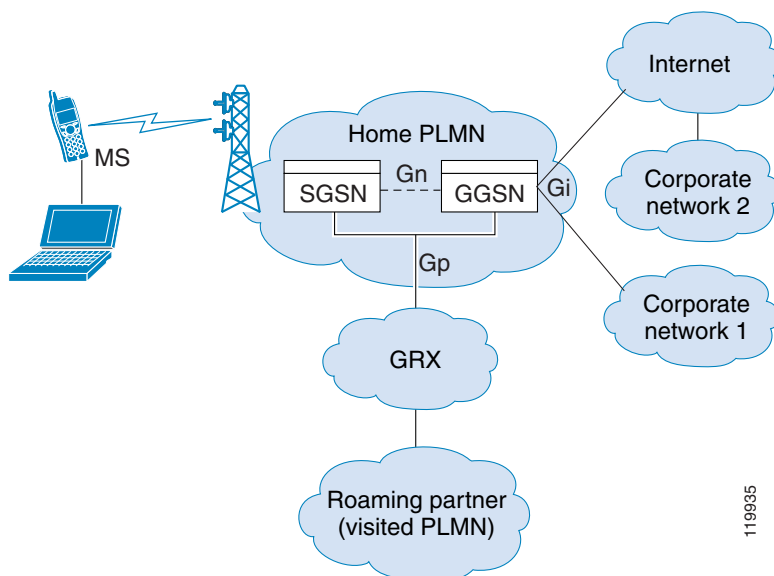 Internet
MS
Home PLMN
SGSN
Gn
GGSN
Gi
Corporate
network 2
Gp
Corporate
network 1
GRX
Roaming partner
(visited PLMN)
119935